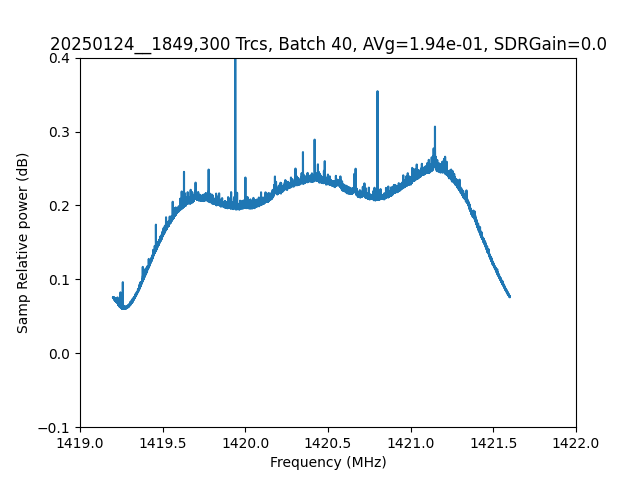 20250124__1849,300 Trcs, Batch 40, AVg=1.94e-01, SDRGain=0.0
0.4
0.3
0.2
0.1
0.0
−0.1
Samp Relative power (dB)
1419.0 1419.5 1420.0 1420.5 1421.0 1421.5 1422.0
Frequency (MHz)